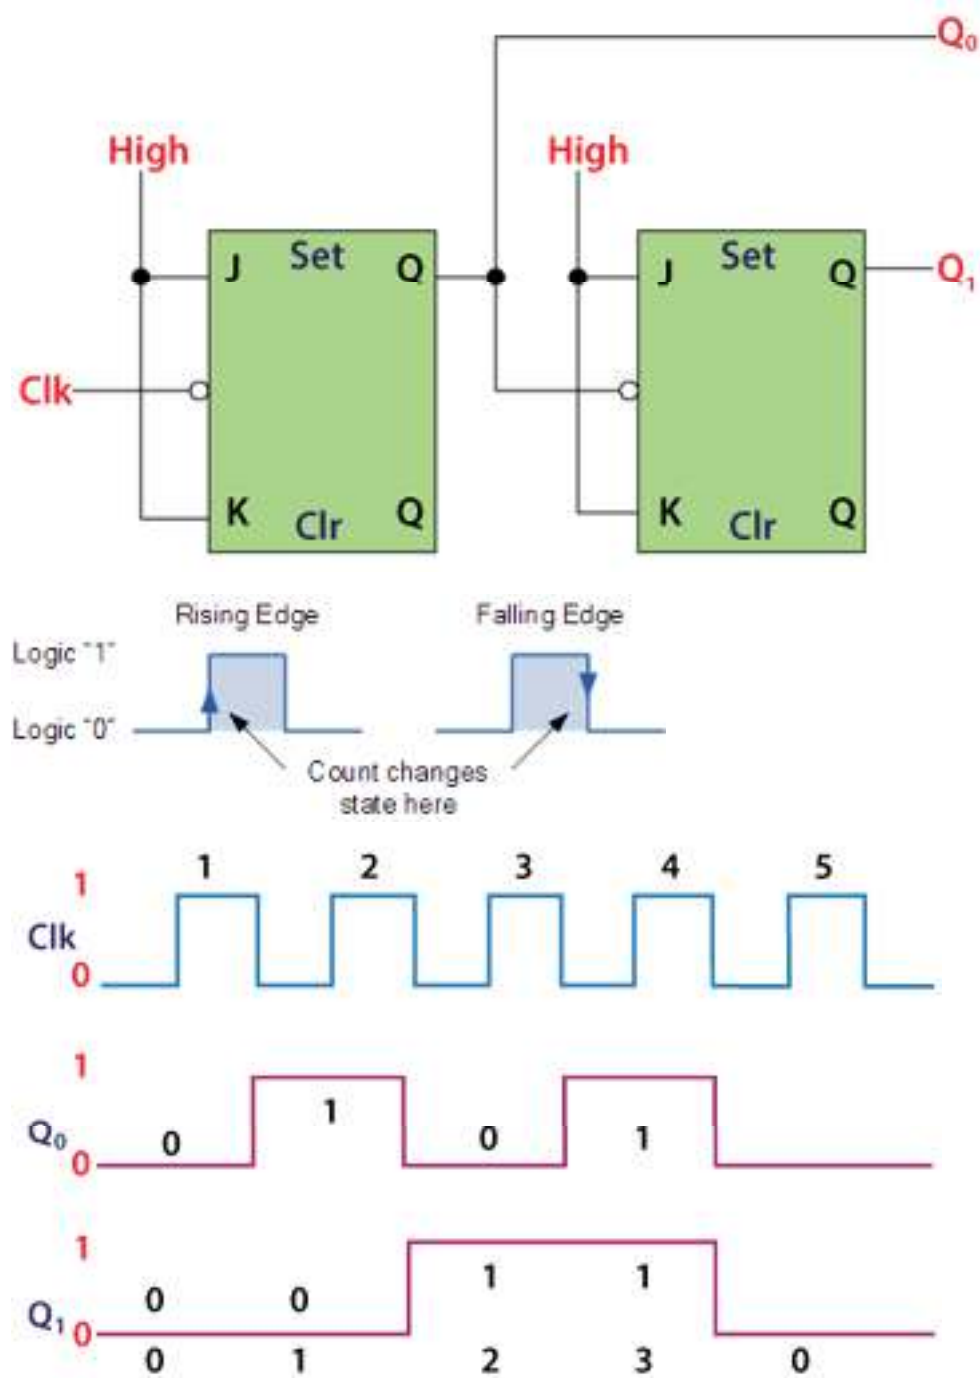 Q₀
High High
J Set Q J Set Q Q₁
Clk
K Clr Q K Clr Q
Rising Edge Falling Edge
Logic "1"
Logic "0"
Count changes
state here
1 2 3 4 5
1
Clk
0
1
1
0 0 1
Q₀
0
1
1 1
0 0
Q₁ 0
0 1 2 3 0